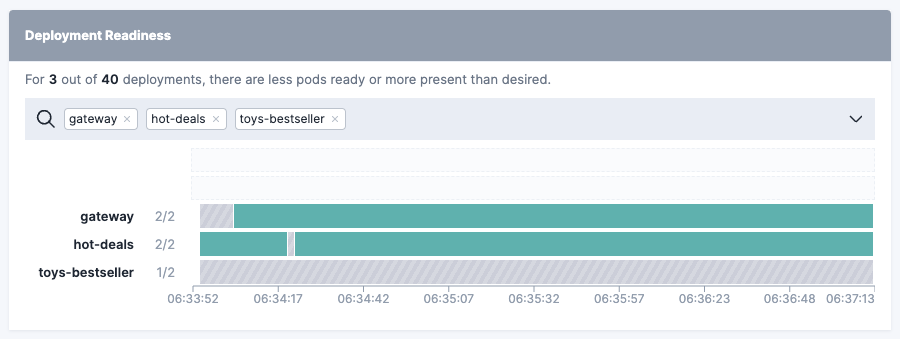 Deployment Readiness
For 3 out of 40 deployments, there are less pods ready or more present than desired.
gateway × hot-deals × toys-bestseller ×
gateway 2/2
hot-deals 2/2
toys-bestseller 1/2
06:33:52 06:34:17 06:34:42 06:35:07 06:35:32 06:35:57 06:36:23 06:36:48 06:37:13